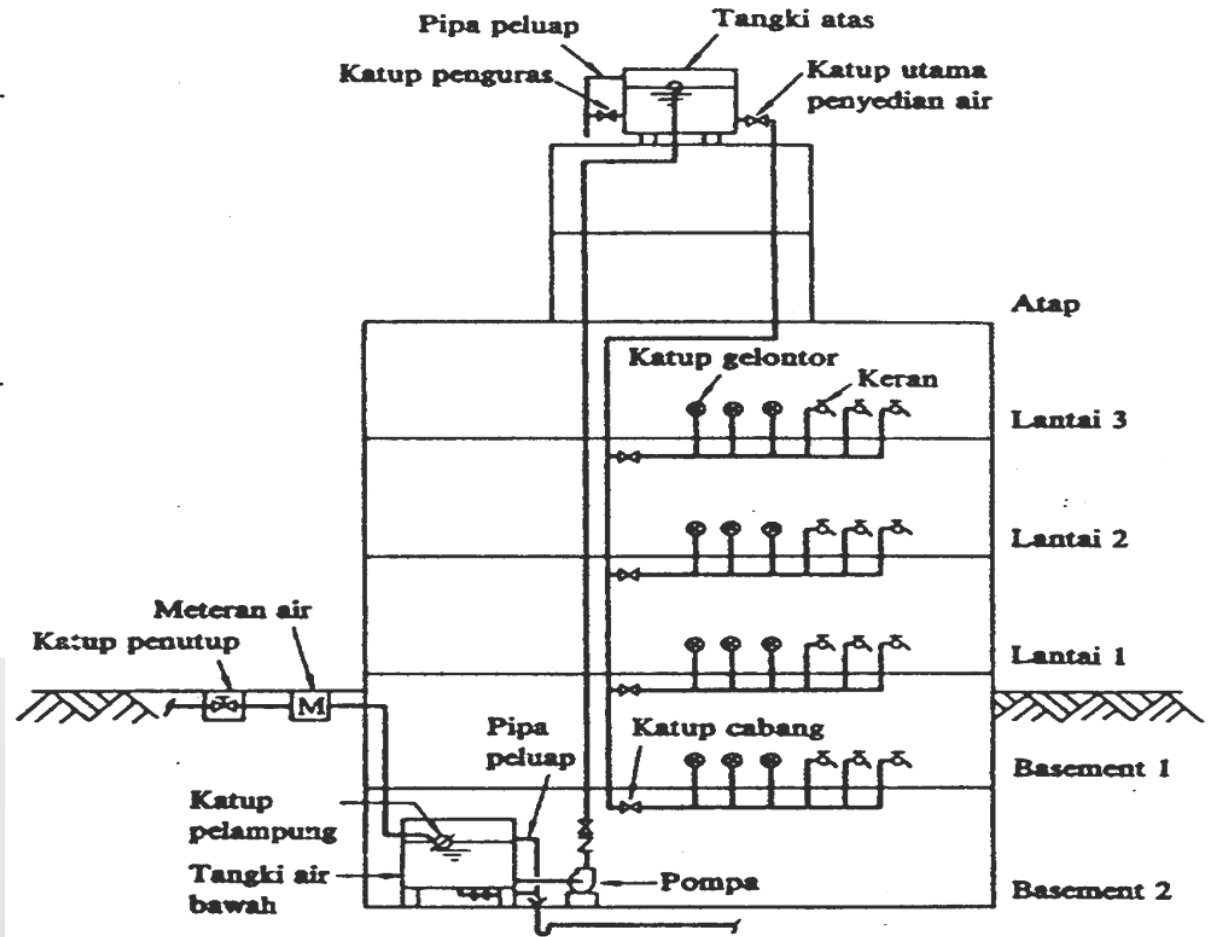 Pipa peluap
Tangki atas
Katup penguras
Katup utama
penyedian air
Atap
Katup gelontor
Keran
Lantai 3
Lantai 2
Meteran air
Katup penutup
Lantai 1
M
Pipa
peluap
Katup cabang
Basement 1
Katup
pelampung
Tangki air
bawah
Pompa
Basement 2